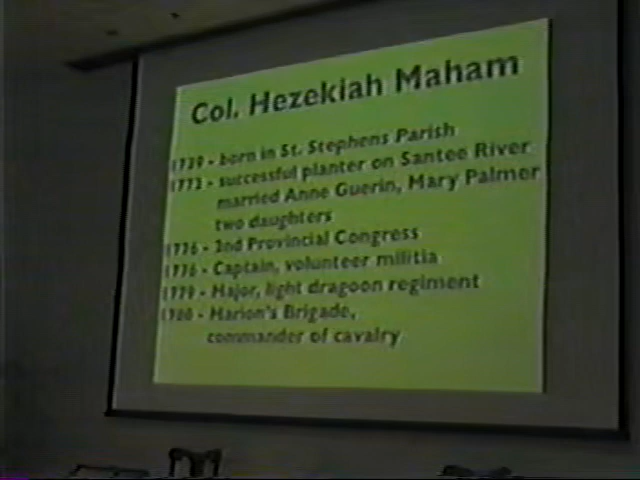 Col. Hezekiah Maham
1739 - born in St. Stephens Parish
1773 - successful planter on Santee River
married Anne Guerin, Mary Palmer
two daughters
1776 - 2nd Provincial Congress
1776 - Captain, volunteer militia
1779 - Major, light dragoon regiment
1780 - Marion's Brigade,
commander of cavalry